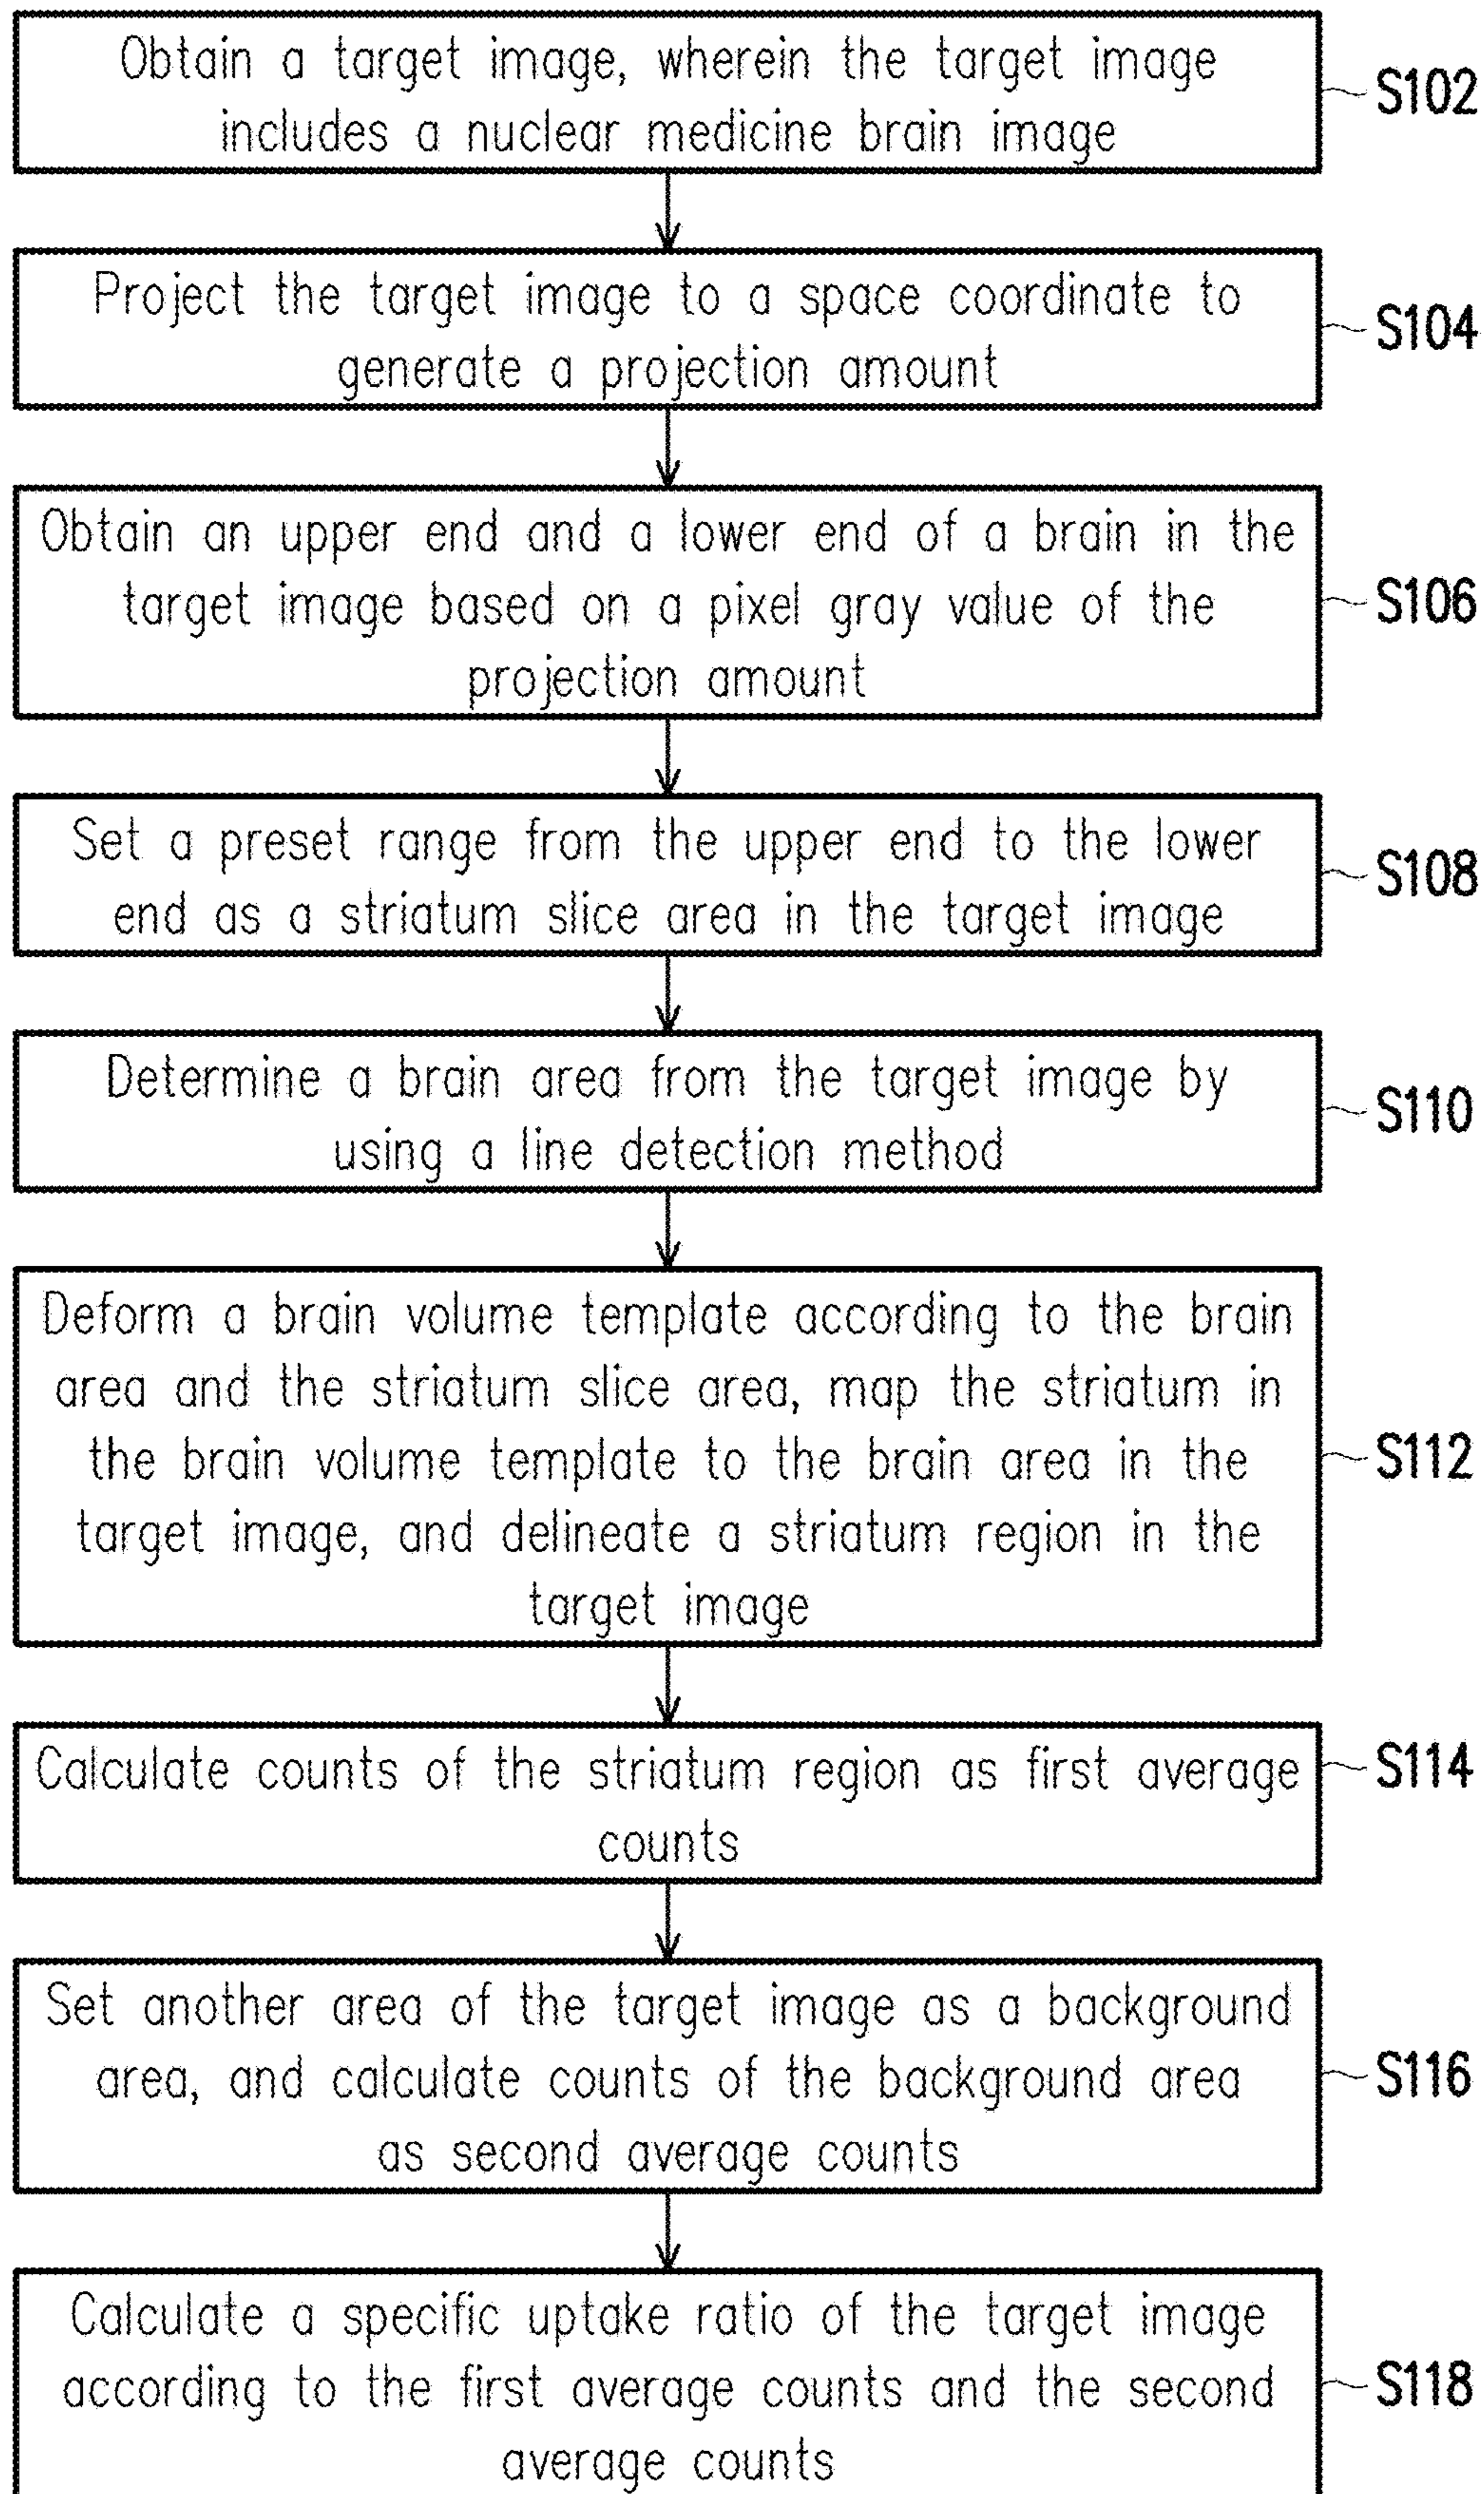 Obtain a target image, wherein the target image
includes a nuclear medicine brain image
S102
Project the target image to a space coordinate to
generate a projection amount
S104
Obtain an upper end and a lower end of a brain in the
target image based on a pixel gray value of the
projection amount
S106
Set a preset range from the upper end to the lower
end as a striatum slice area in the target image
S108
Determine a brain area from the target image by
using a line detection method
S110
Deform a brain volume template according to the brain
area and the striatum slice area, map the striatum in
the brain volume template to the brain area in the
target image, and delineate a striatum region in the
target image
S112
Calculate counts of the striatum region as first average
counts
S114
Set another area of the target image as a background
area, and calculate counts of the background area
as second average counts
S116
Calculate a specific uptake ratio of the target image
according to the first average counts and the second
average counts
S118